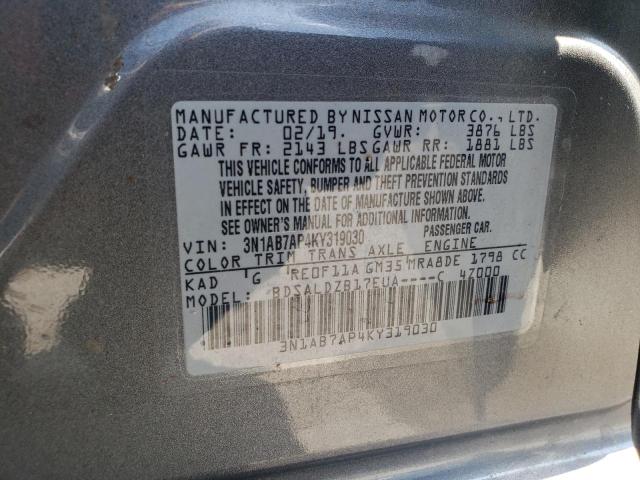 MANUFACTURED BY NISSAN MOTOR CO., LTD.
DATE: 02/19. GVWR: 3876 LBS
GAWR FR: 2143 LBS GAWR RR: 1881 LBS
THIS VEHICLE CONFORMS TO ALL APPLICABLE FEDERAL MOTOR
VEHICLE SAFETY, BUMPER AND THEFT PREVENTION STANDARDS
IN EFFECT ON THE DATE OF MANUFACTURE SHOWN ABOVE.
SEE OWNER'S MANUAL FOR ADDITIONAL INFORMATION
VIN: 3N1AB7AP4KY319030 PASSENGER CAR.
COLOR TRIM TRANS AXLE ENGINE
KAD G RE0F11A GM35 MRA8DE 1798 CC
MODEL: BDSALDZB17EUA----C 47000
3N1AB7AP4KY319030